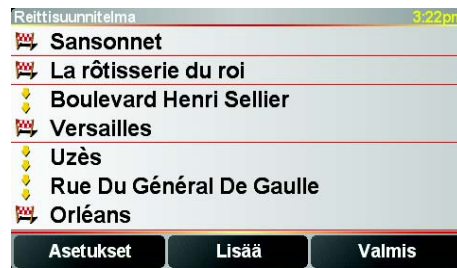 Reittisuunnitelma 3:22pm
Sansonnet
La rôtisserie du roi
Boulevard Henri Sellier
Versailles
Uzès
Rue Du Général De Gaulle
Orléans
Asetukset Lisää Valmis